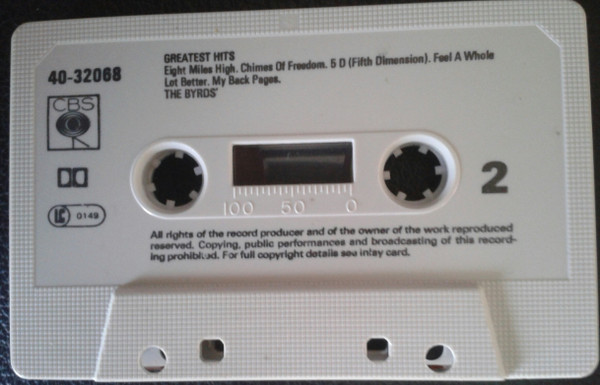 GREATEST HITS
40-32068
Eight Miles High. Chimes Of Freedom. 5 D (Fifth Dimension). Feel A Whole
Lot Better. My Back Pages.
THE BYRDS'
CBS
LC 0149
2
100 50 0
All rights of the record producer and of the owner of the work reproduced
reserved. Copying, public performances and broadcasting of this record-
ing prohibited. For full copyright details see inlay card.